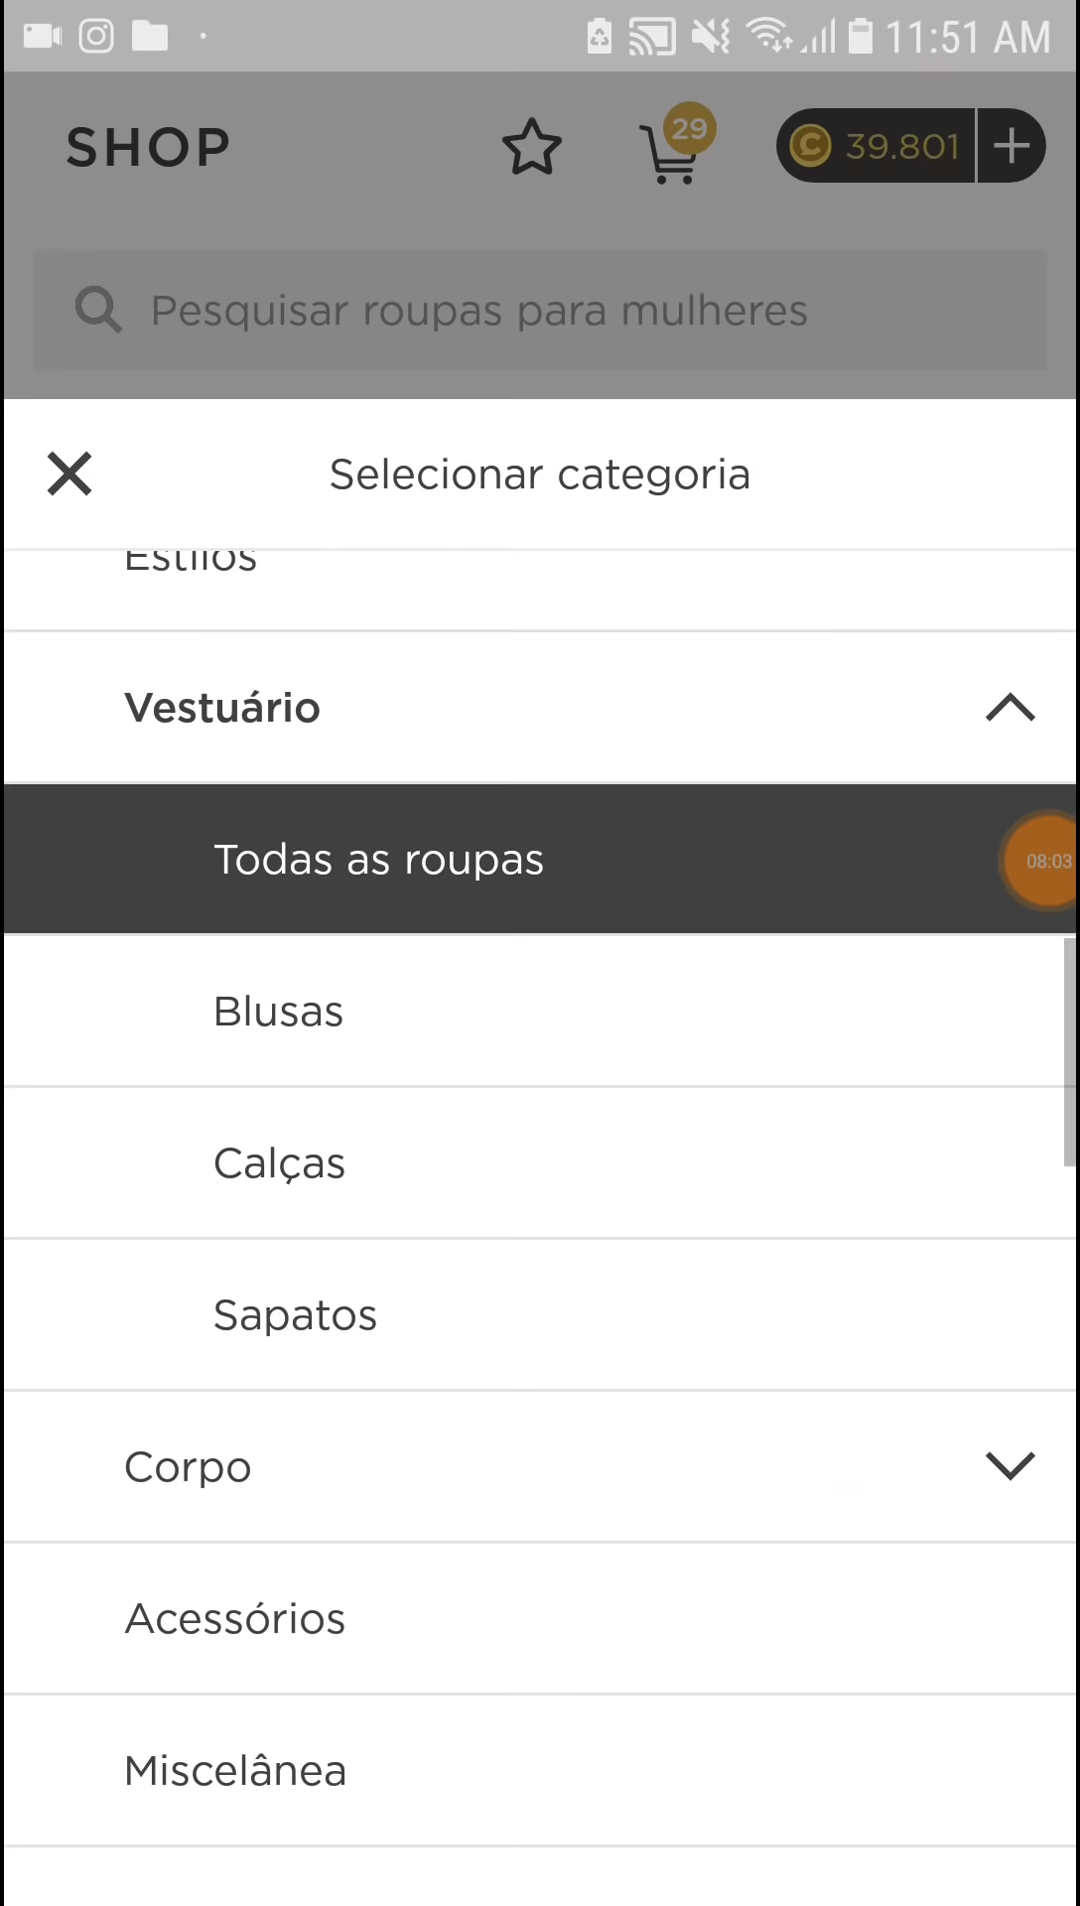 11:51 AM
SHOP
29
39.801
Pesquisar roupas para mulheres
Selecionar categoria
Estilos
Vestuário
Todas as roupas
08:03
Blusas
Calças
Sapatos
Corpo
Acessórios
Miscelânea